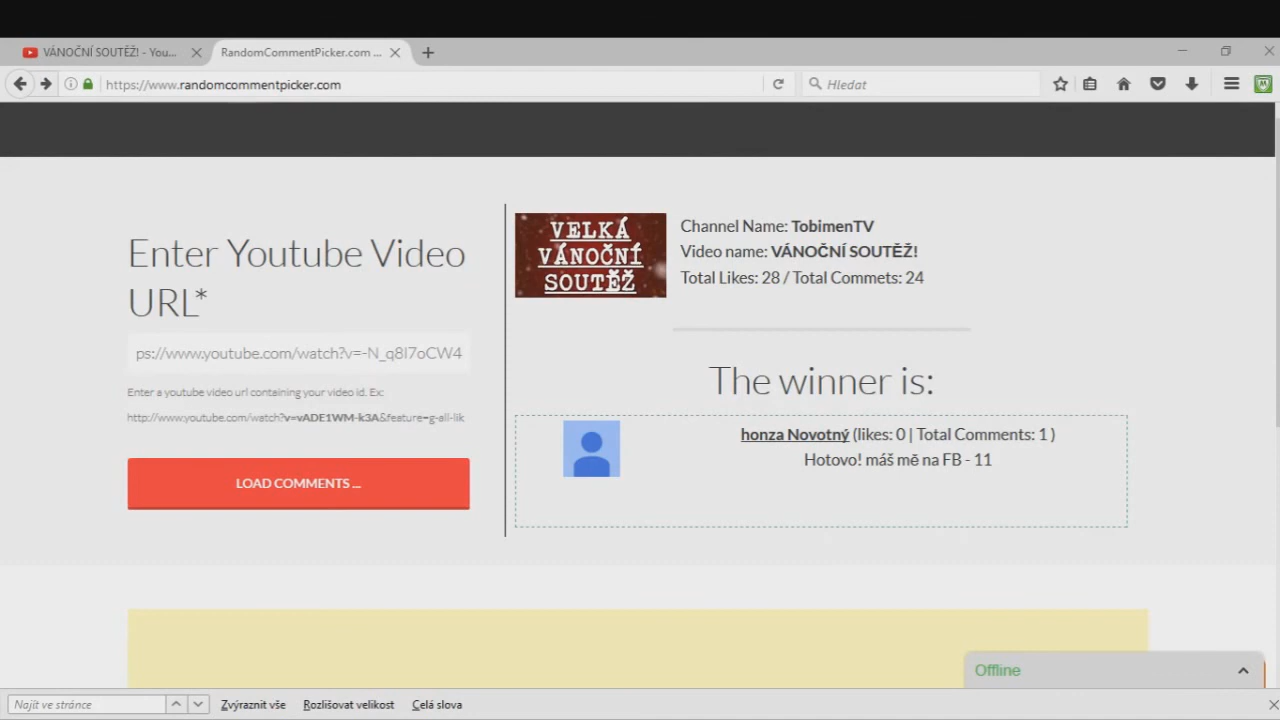 VÁNOČNÍ SOUTĚŽ! - You...
RandomCommentPicker.com ...
https://www.randomcommentpicker.com
Hledat
Enter Youtube Video
URL*
ps://www.youtube.com/watch?v=-N_q8I7oCW4
Enter a youtube video url containing your video id. Ex:
http://www.youtube.com/watch?v=vADE1WM-k3A&feature=g-all-lik
LOAD COMMENTS ...
VELKÁ
VÁNOČNÍ
SOUTĚŽ
Channel Name: TobimenTV
Video name: VÁNOČNÍ SOUTĚŽ!
Total Likes: 28 / Total Commets: 24
The winner is:
honza Novotný (likes: 0 | Total Comments: 1 )
Hotovo! máš mě na FB - 11
Offline
Najít ve stránce
Zvýraznit vše
Rozlišovat velikost
Celá slova